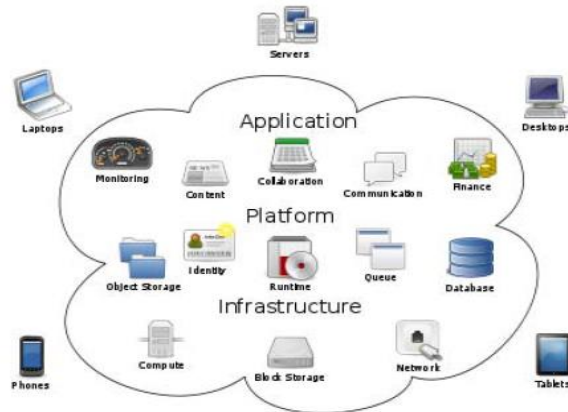 Servers
Laptops
Desktops
Application
Monitoring
Content
Collaboration
Communication
Finance
Platform
Object Storage
Identity
Runtime
Queue
Database
Infrastructure
Phones
Compute
Block Storage
Network
Tablets